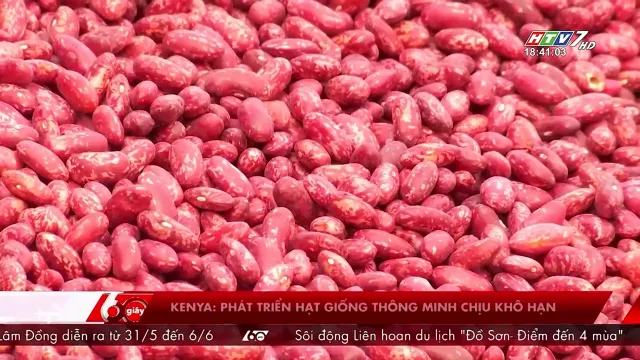 HTV7 HD
18:41:03
60 giây
KENYA: PHÁT TRIỂN HẠT GIỐNG THÔNG MINH CHỊU KHÔ HẠN
Lâm Đồng diễn ra từ 31/5 đến 6/6 60 Sôi động Liên hoan du lịch "Đồ Sơn- Điểm đến 4 mùa"